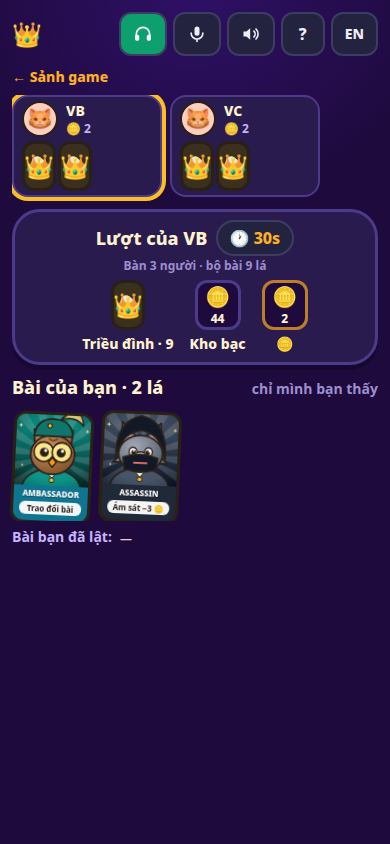 ? EN
← Sảnh game
VB
2
VC
2
Lượt của VB 30s
Bàn 3 người · bộ bài 9 lá
44
2
Triều đình · 9 Kho bạc
Bài của bạn · 2 lá chỉ mình bạn thấy
AMBASSADOR
Trao đổi bài
ASSASSIN
Ám sát −3
Bài bạn đã lật: —